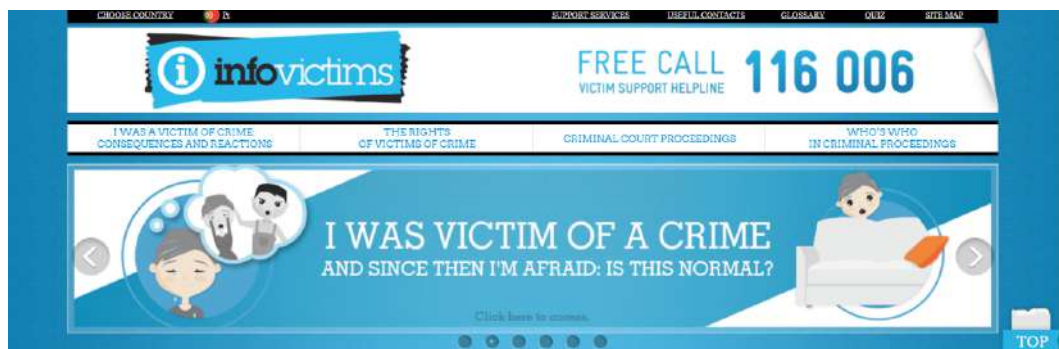 CHOOSE COUNTRY Pt SUPPORT SERVICES USEFUL CONTACTS GLOSSARY QUIZ SITE MAP
i infovictims
FREE CALL 116 006
VICTIM SUPPORT HELPLINE
I WAS A VICTIM OF CRIME:
CONSEQUENCES AND REACTIONS
THE RIGHTS
OF VICTIMS OF CRIME
CRIMINAL COURT PROCEEDINGS
WHO'S WHO
IN CRIMINAL PROCEEDINGS
I WAS VICTIM OF A CRIME
AND SINCE THEN I'M AFRAID: IS THIS NORMAL?
Click here to access.
TOP